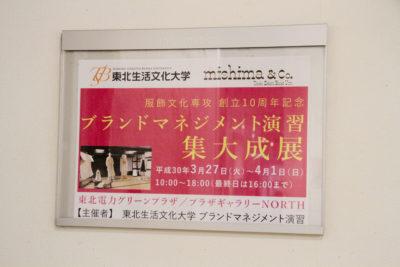 東北生活文化大学 mishima & Co.
服飾文化専攻 創立10周年記念
ブランドマネジメント演習
集大成展
平成30年3月27日(火)~4月1日(日)
10:00~18:00(最終日は16:00まで)
東北電力グリーンプラザ/プラザギャラリーNORTH
【主催者】 東北生活文化大学 ブランドマネジメント演習